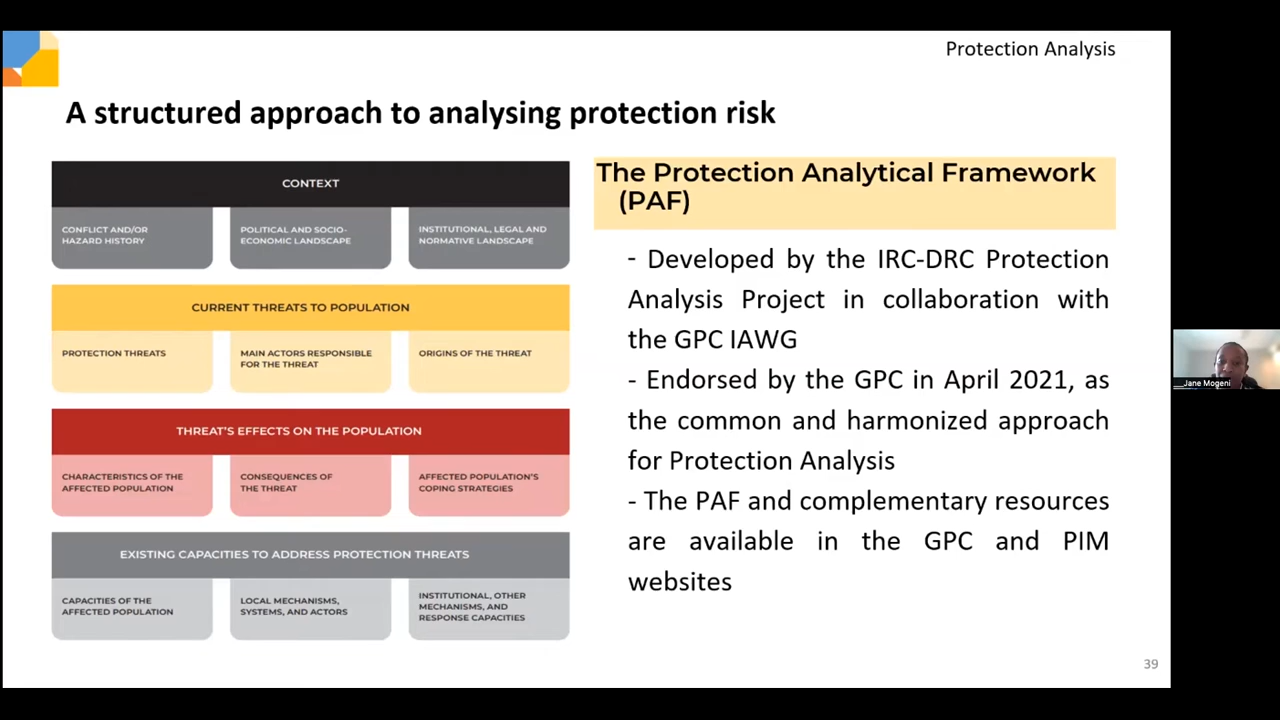 Protection Analysis
A structured approach to analysing protection risk
CONTEXT
CONFLICT AND/OR
HAZARD HISTORY
POLITICAL AND SOCIO-
ECONOMIC LANDSCAPE
INSTITUTIONAL, LEGAL AND
NORMATIVE LANDSCAPE
CURRENT THREATS TO POPULATION
PROTECTION THREATS
MAIN ACTORS RESPONSIBLE
FOR THE THREAT
ORIGINS OF THE THREAT
THREAT'S EFFECTS ON THE POPULATION
CHARACTERISTICS OF THE
AFFECTED POPULATION
CONSEQUENCES OF
THE THREAT
AFFECTED POPULATION'S
COPING STRATEGIES
EXISTING CAPACITIES TO ADDRESS PROTECTION THREATS
CAPACITIES OF THE
AFFECTED POPULATION
LOCAL MECHANISMS,
SYSTEMS, AND ACTORS
INSTITUTIONAL, OTHER
MECHANISMS, AND
RESPONSE CAPACITIES
The Protection Analytical Framework
(PAF)
- Developed by the IRC-DRC Protection
Analysis Project in collaboration with
the GPC IAWG
- Endorsed by the GPC in April 2021, as
the common and harmonized approach
for Protection Analysis
- The PAF and complementary resources
are available in the GPC and PIM
websites
39
Jane Mogeni